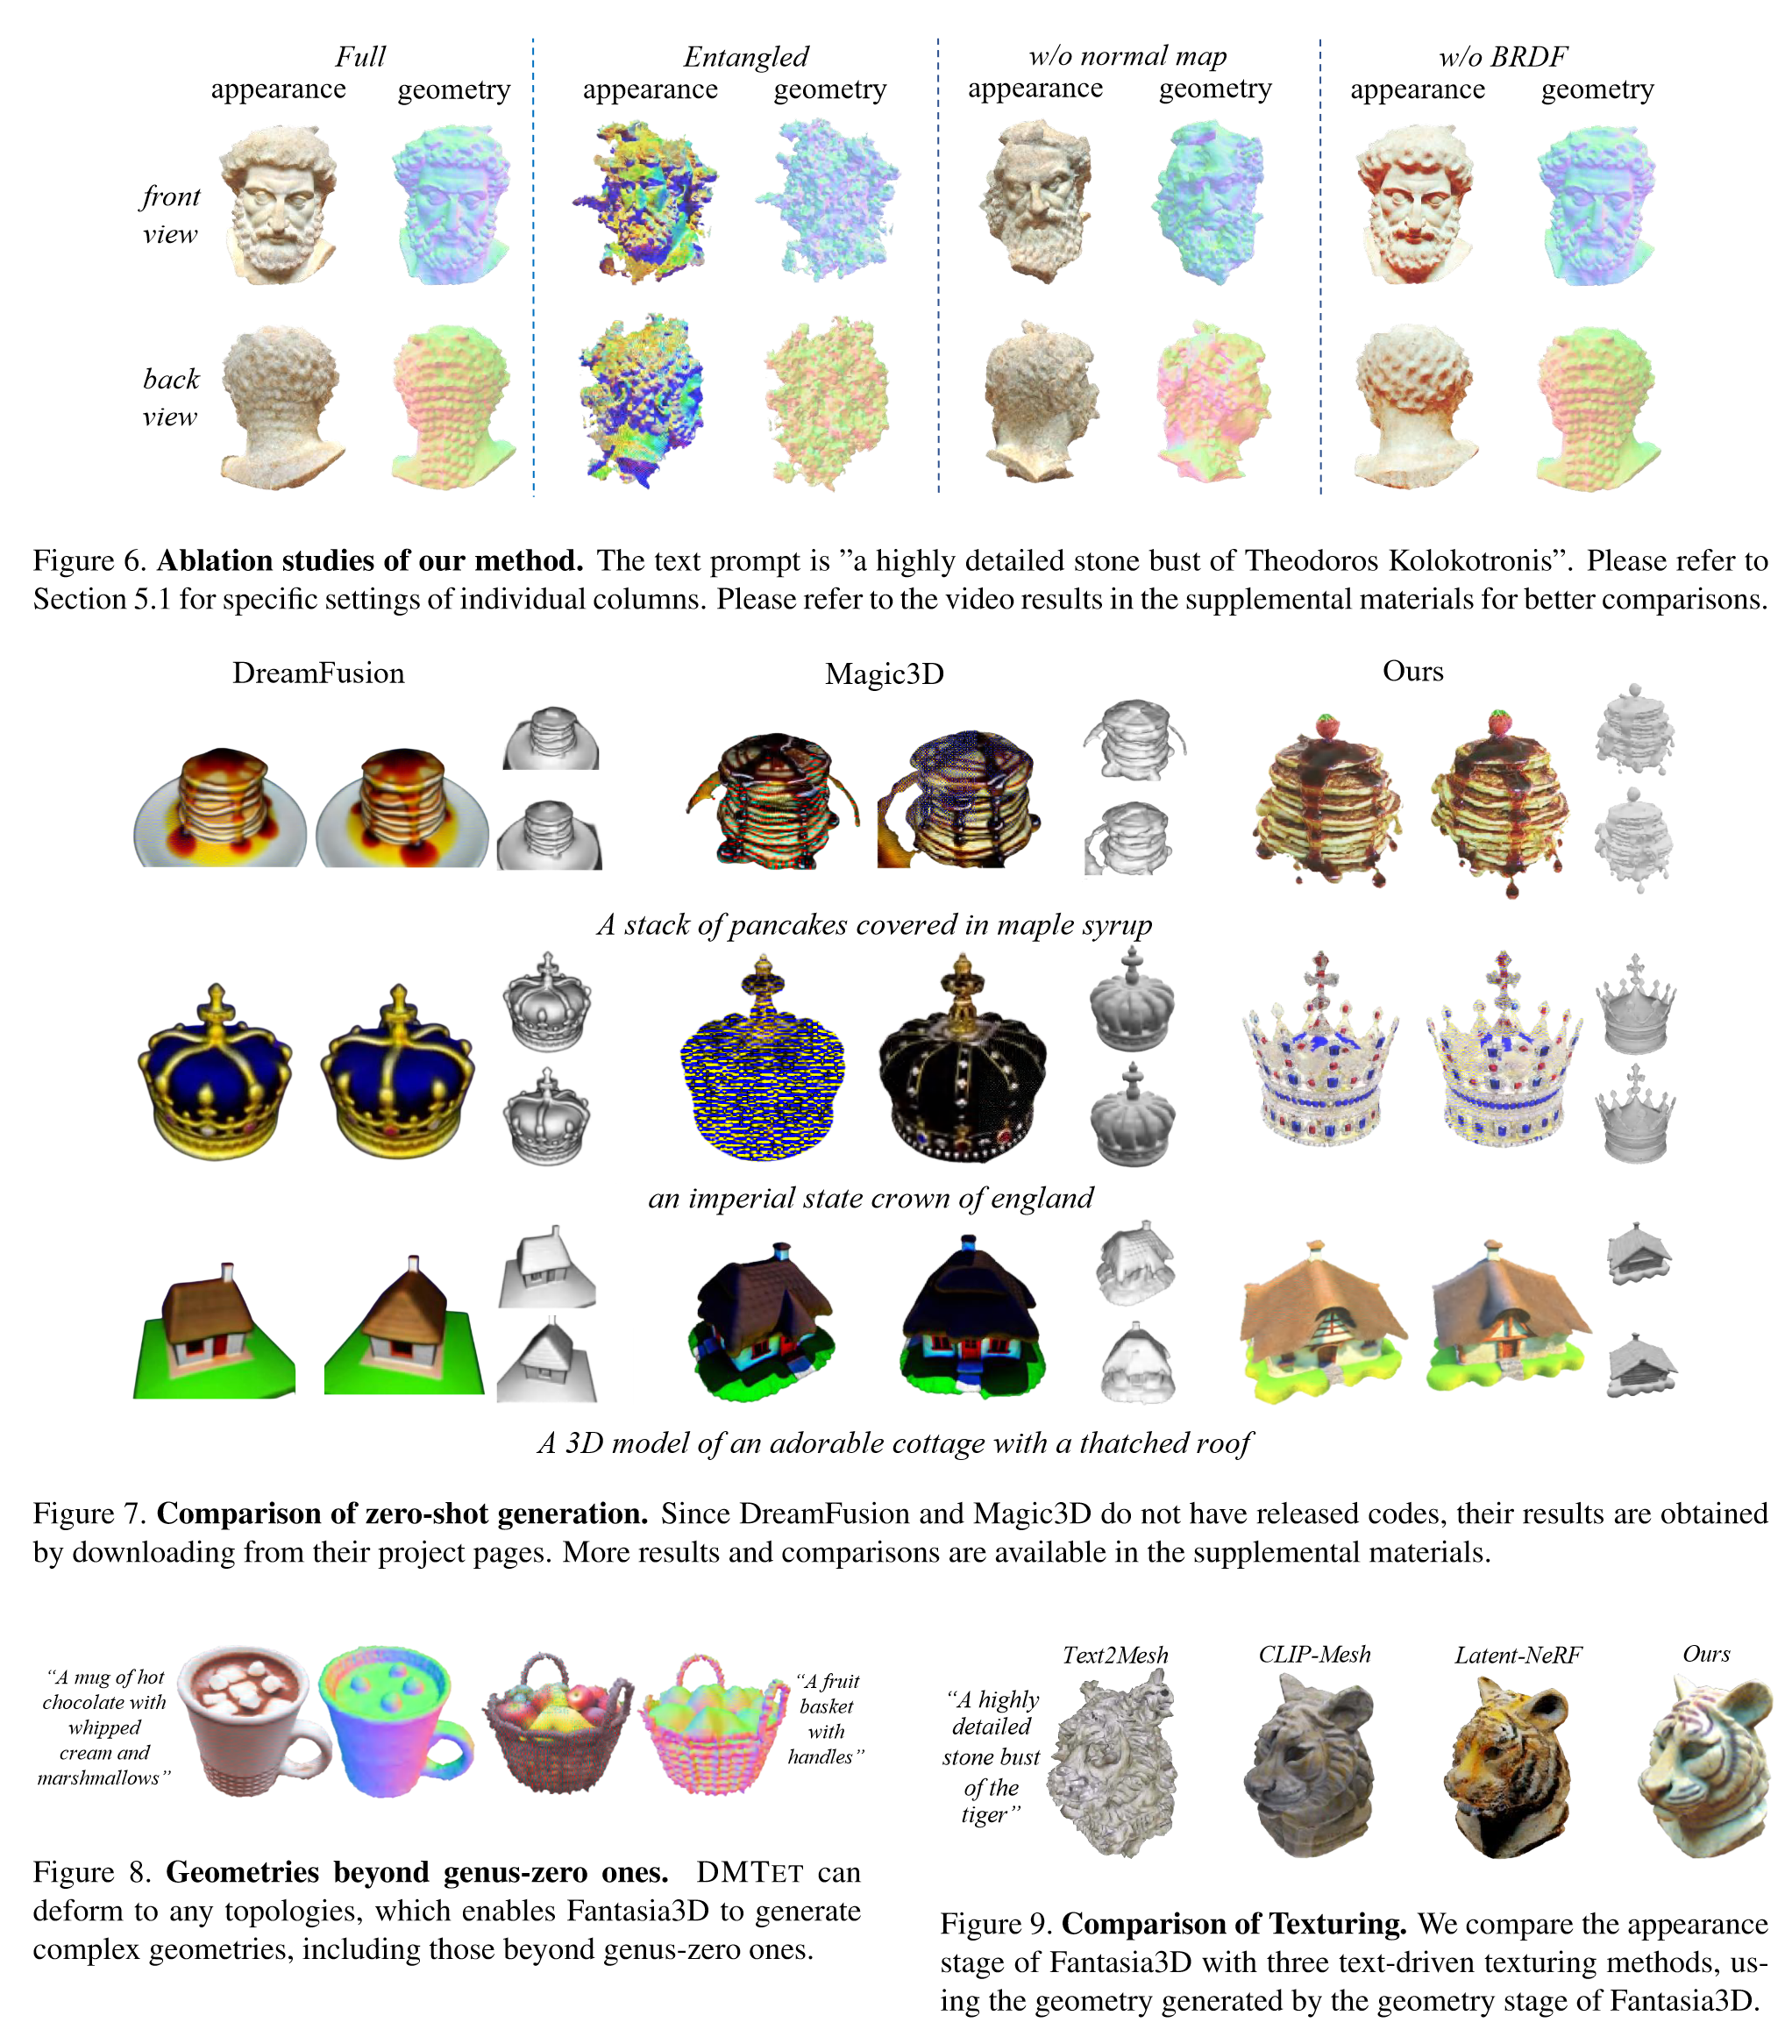 Full Entangled w/o normal map w/o BRDF
appearance geometry appearance geometry appearance geometry appearance geometry
front
view
back
view
Figure 6. Ablation studies of our method. The text prompt is ”a highly detailed stone bust of Theodoros Kolokotronis”. Please refer to
Section 5.1 for specific settings of individual columns. Please refer to the video results in the supplemental materials for better comparisons.
DreamFusion Magic3D Ours
A stack of pancakes covered in maple syrup
an imperial state crown of england
A 3D model of an adorable cottage with a thatched roof
Figure 7. Comparison of zero-shot generation. Since DreamFusion and Magic3D do not have released codes, their results are obtained
by downloading from their project pages. More results and comparisons are available in the supplemental materials.
“A mug of hot
chocolate with
whipped
cream and
marshmallows”
“A fruit
basket
with
handles”
Figure 8. Geometries beyond genus-zero ones. DMTET can
deform to any topologies, which enables Fantasia3D to generate
complex geometries, including those beyond genus-zero ones.
Text2Mesh CLIP-Mesh Latent-NeRF Ours
“A highly
detailed
stone bust
of the
tiger”
Figure 9. Comparison of Texturing. We compare the appearance
stage of Fantasia3D with three text-driven texturing methods, us-
ing the geometry generated by the geometry stage of Fantasia3D.